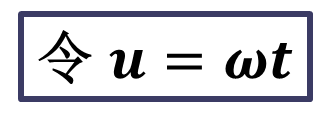 令 u = ωt